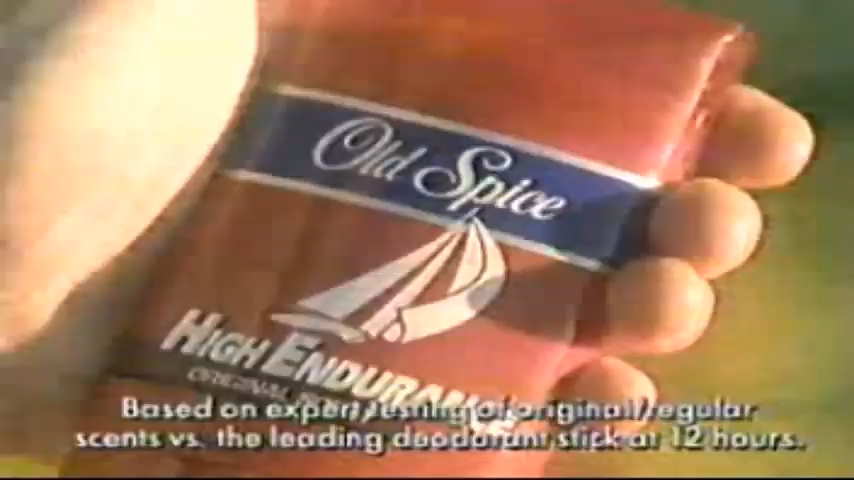 Old Spice
HIGH ENDURANCE
ORIGINAL
Based on expert testing of original/regular
scents vs. the leading deodorant stick at 12 hours.